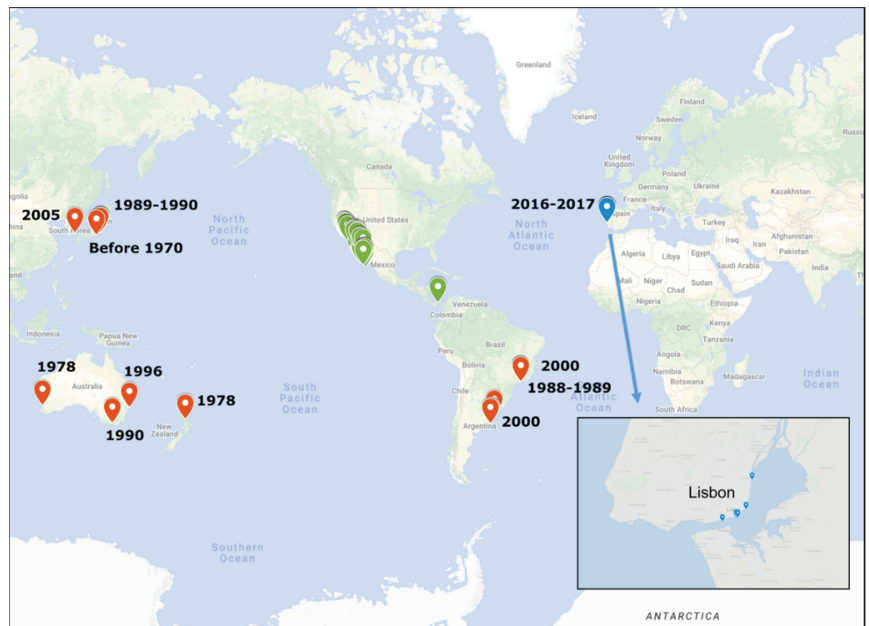 Greenland
Iceland
Finland
Sweden
Norway
Russia
Canada
United
Kingdom
Poland
Germany
Ukraine
France
Kazakhstan
2016-2017
Spain
Italy
Turkey
1989-1990
2005
South Korea
Before 1970
North
Pacific
Ocean
United States
North
Atlantic
Ocean
Afghanistan
Iraq
Iran
Pakistan
Algeria
Libya
Egypt
Saudi Arabia
India
Mexico
Mali
Niger
Chad
Sudan
Nigeria
Ethiopia
Venezuela
Colombia
Kenya
DRC
Tanzania
Indonesia
Papua New
Guinea
Brazil
Peru
Bolivia
Angola
Namibia
Botswana
Madagascar
Indian
Ocean
1978
1996
Australia
2000
1988-1989
Chile
South
Pacific
Ocean
Atlantic
Ocean
South Africa
1978
1990
New
Zealand
Argentina
2000
Lisbon
Southern
Ocean
ANTARCTICA